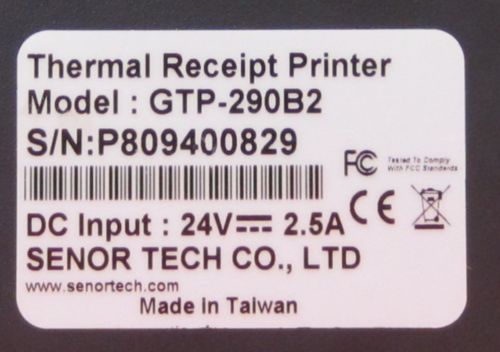 Thermal Receipt Printer
Model : GTP-290B2
S/N:P809400829
FC Tested To Comply
With FCC Standards
CE
DC Input : 24V 2.5A
SENOR TECH CO., LTD
www.senortech.com
Made In Taiwan